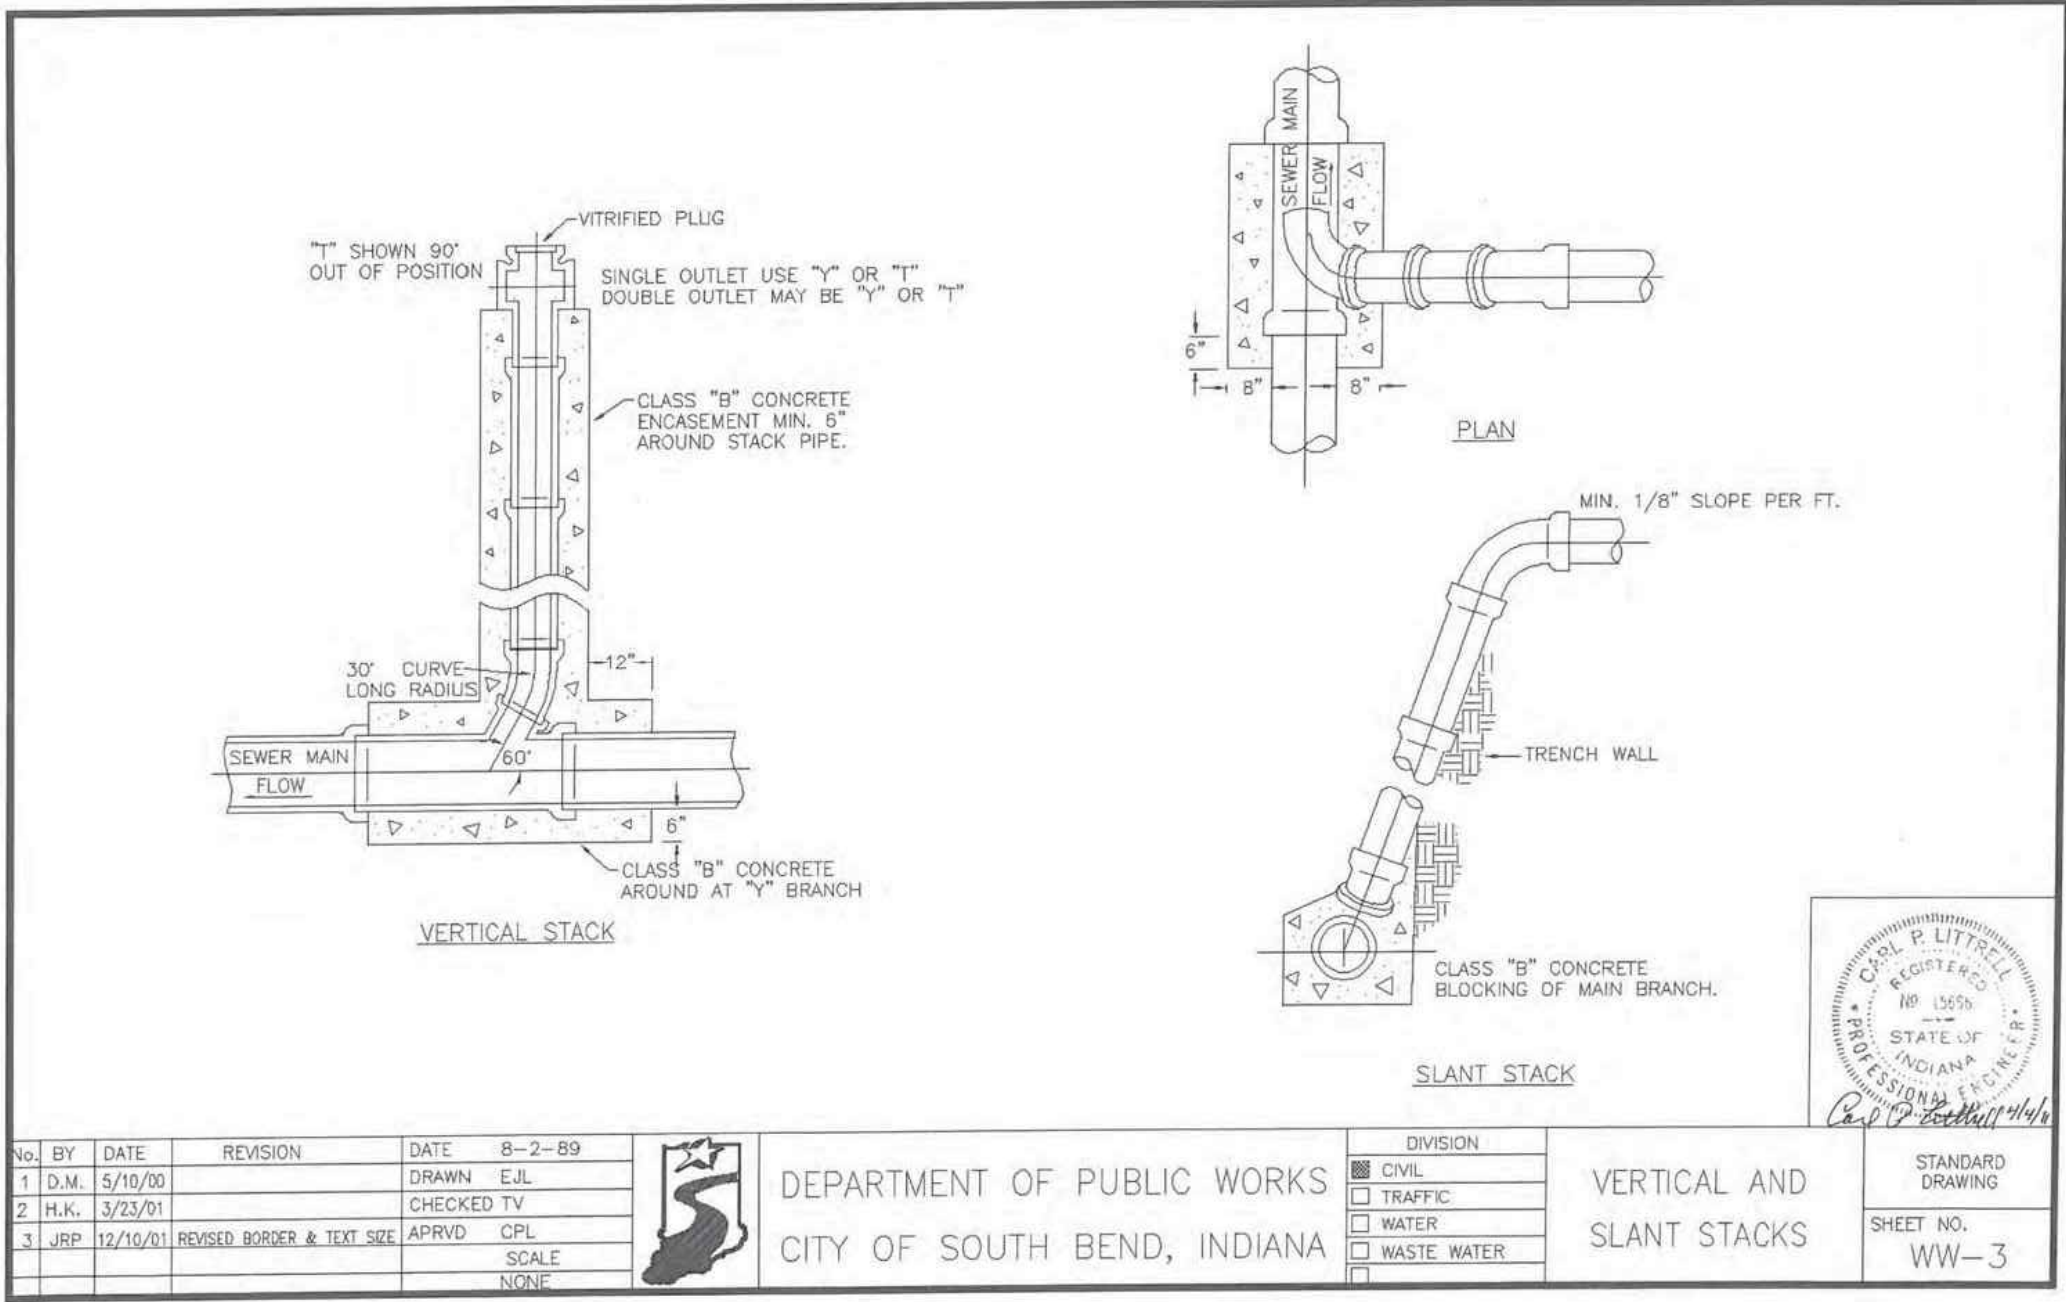 VITRIFIED PLUG
"T" SHOWN 90°
OUT OF POSITION
SINGLE OUTLET USE "Y" OR "T"
DOUBLE OUTLET MAY BE "Y" OR "T"
CLASS "B" CONCRETE
ENCASEMENT MIN. 6"
AROUND STACK PIPE.
30° CURVE
LONG RADIUS
12"
SEWER MAIN
FLOW
60°
6"
CLASS "B" CONCRETE
AROUND AT "Y" BRANCH
VERTICAL STACK
SEWER MAIN
FLOW
6"
8"
8"
PLAN
MIN. 1/8" SLOPE PER FT.
TRENCH WALL
CLASS "B" CONCRETE
BLOCKING OF MAIN BRANCH.
SLANT STACK
CARL P. LITTRELL
REGISTERED
No.
STATE OF
INDIANA
PROFESSIONAL ENGINEER
Carl P. Littrell 4/4/11
No. BY DATE REVISION
1 D.M. 5/10/00
2 H.K. 3/23/01
3 JRP 12/10/01 REVISED BORDER & TEXT SIZE
DATE 8-2-89
DRAWN EJL
CHECKED TV
APRVD CPL
SCALE
NONE
DEPARTMENT OF PUBLIC WORKS
CITY OF SOUTH BEND, INDIANA
DIVISION
CIVIL
TRAFFIC
WATER
WASTE WATER
VERTICAL AND
SLANT STACKS
STANDARD
DRAWING
SHEET NO.
WW-3